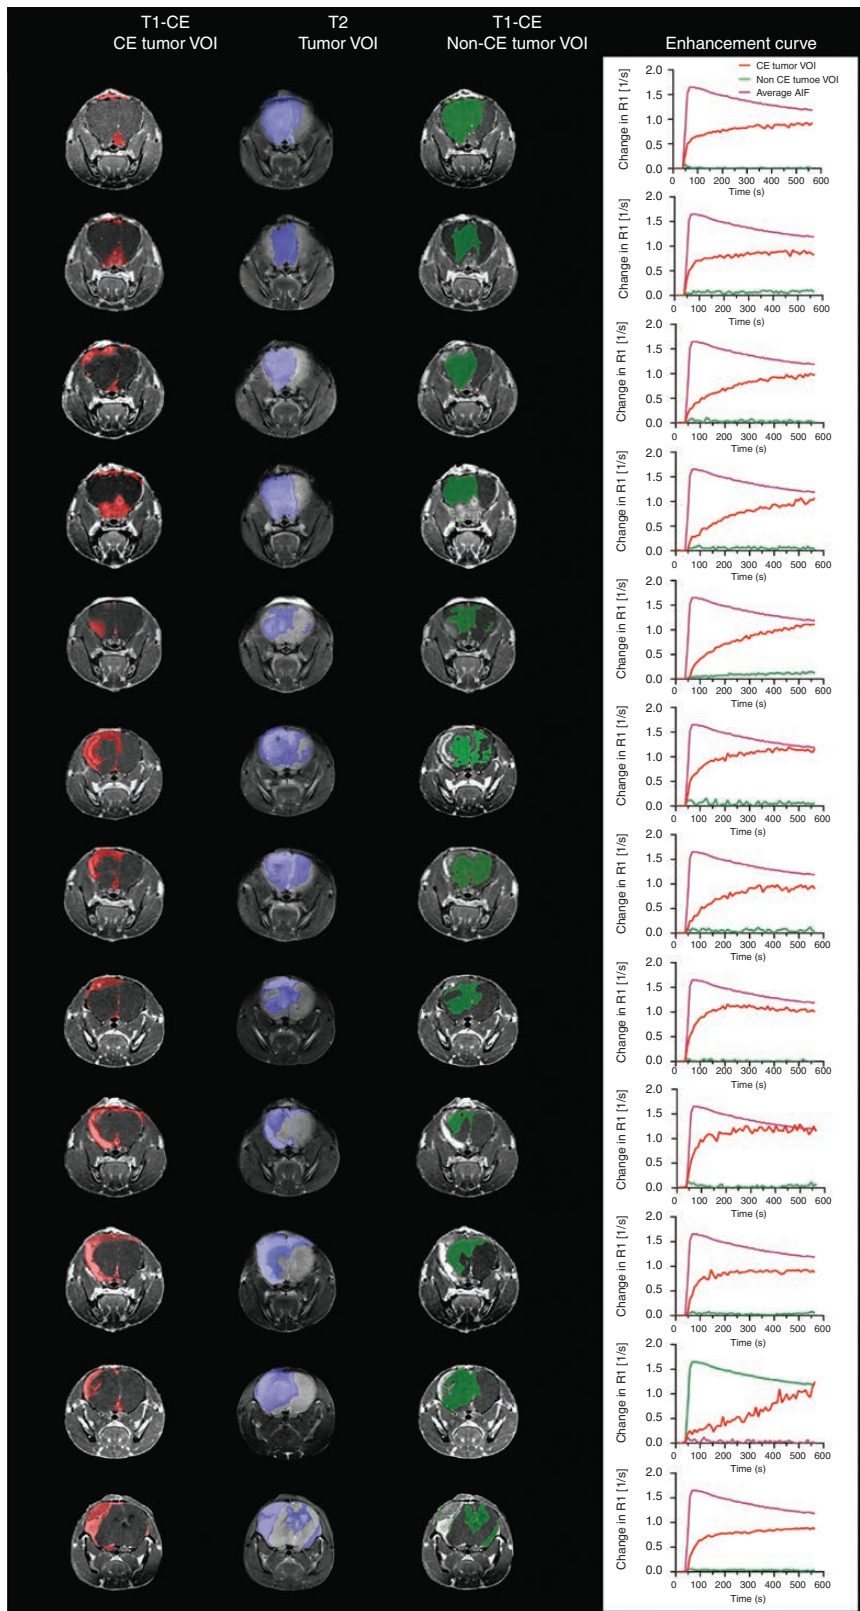 T1-CE T2 T1-CE
CE tumor VOI Tumor VOI Non-CE tumor VOI Enhancement curve
CE tumor VOI
Non CE tumoe VOI
Average AIF
Change in R1 [1/s]
2.0
1.5
1.0
0.5
0.0
0 100 200 300 400 500 600
Time (s)
Change in R1 [1/s]
2.0
1.5
1.0
0.5
0.0
0 100 200 300 400 500 600
Time (s)
Change in R1 [1/s]
2.0
1.5
1.0
0.5
0.0
0 100 200 300 400 500 600
Time (s)
Change in R1 [1/s]
2.0
1.5
1.0
0.5
0.0
0 100 200 300 400 500 600
Time (s)
Change in R1 [1/s]
2.0
1.5
1.0
0.5
0.0
0 100 200 300 400 500 600
Time (s)
Change in R1 [1/s]
2.0
1.5
1.0
0.5
0.0
0 100 200 300 400 500 600
Time (s)
Change in R1 [1/s]
2.0
1.5
1.0
0.5
0.0
0 100 200 300 400 500 600
Time (s)
Change in R1 [1/s]
2.0
1.5
1.0
0.5
0.0
0 100 200 300 400 500 600
Time (s)
Change in R1 [1/s]
2.0
1.5
1.0
0.5
0.0
0 100 200 300 400 500 600
Time (s)
Change in R1 [1/s]
2.0
1.5
1.0
0.5
0.0
0 100 200 300 400 500 600
Time (s)
Change in R1 [1/s]
2.0
1.5
1.0
0.5
0.0
0 100 200 300 400 500 600
Time (s)
Change in R1 [1/s]
2.0
1.5
1.0
0.5
0.0
0 100 200 300 400 500 600
Time (s)